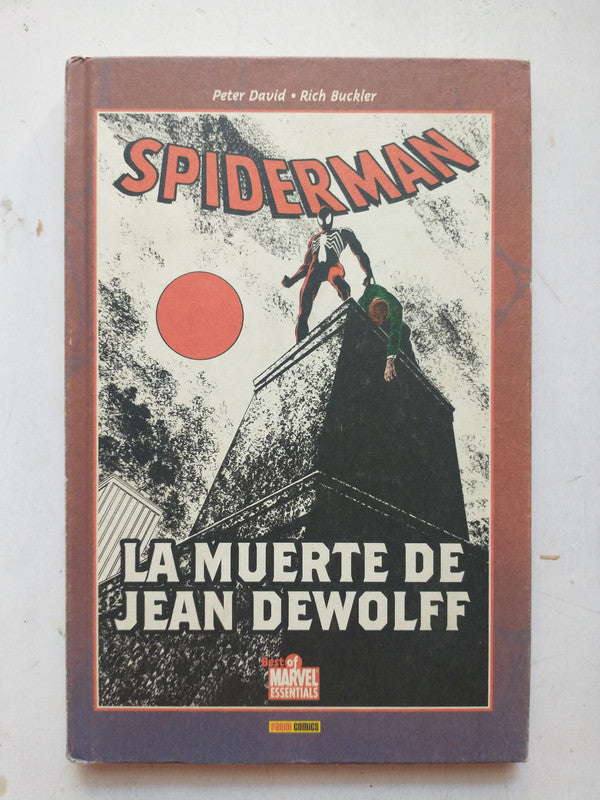 Peter David • Rich Buckler
SPIDERMAN
LA MUERTE DE
JEAN DEWOLFF
Best of
MARVEL
ESSENTIALS
PANINI COMICS